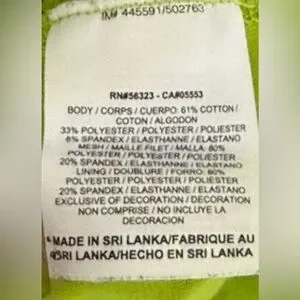 IM# 445591/502763
RN#56323 - CA#05553
BODY / CORPS / CUERPO: 61% COTTON /
COTON / ALGODON
33% POLYESTER / POLYESTER / POLIESTER
6% SPANDEX / ELASTHANNE / ELASTANO
MESH / MAILLE FILET / MALLA: 80%
POLYESTER / POLYESTER / POLIESTER
20% SPANDEX / ELASTHANNE / ELASTANO
LINING / DOUBLURE / FORRO: 80%
POLYESTER / POLYESTER / POLIESTER
20% SPANDEX / ELASTHANNE / ELASTANO
EXCLUSIVE OF DECORATION / DECORATION
NON COMPRISE / NO INCLUYE LA
DECORACION
MADE IN SRI LANKA/FABRIQUE AU
SRI LANKA/HECHO EN SRI LANKA